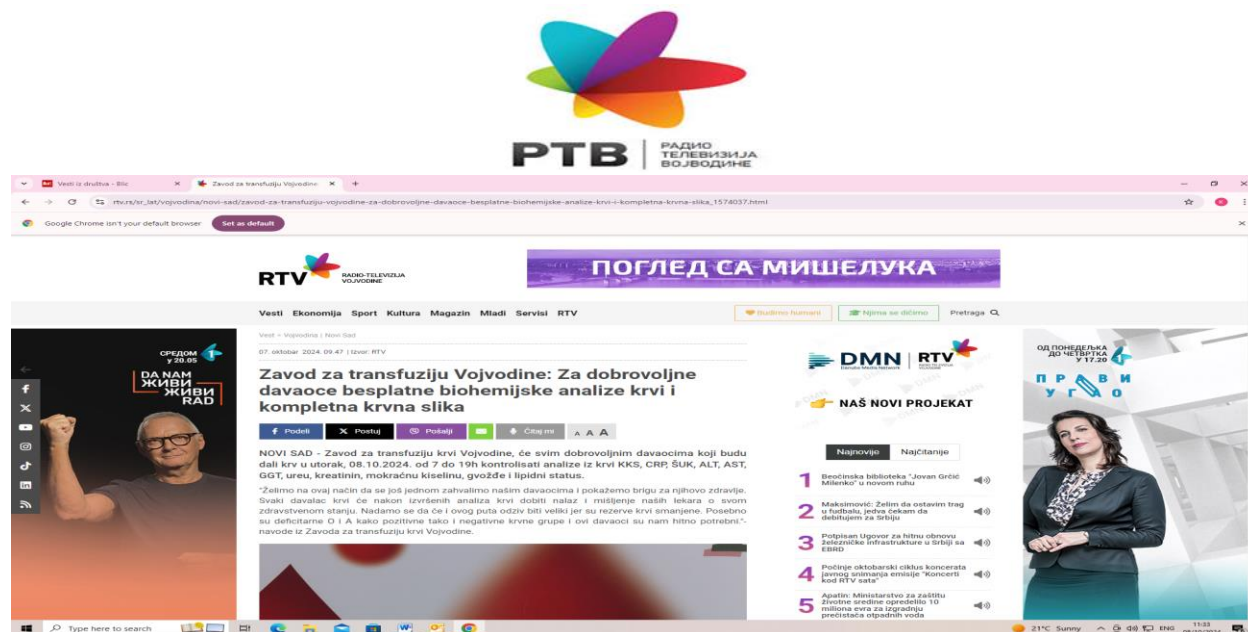 РТВ
РАДИО
ТЕЛЕВИЗИЈА
ВОЈВОДИНЕ
Vesti iz društva - Blic
Zavod za transfuziju Vojvodine:
rtv.rs/sr_lat/vojvodina/novi-sad/zavod-za-transfuziju-vojvodine-za-dobrovoljne-davaoce-besplatne-biohemijske-analize-krvi-i-kompletna-krvna-slika_1574037.html
Google Chrome isn't your default browser
Set as default
RTV
RADIO-TELEVIZIJA
VOJVODINE
ПОГЛЕД СА МИШЕЛУКА
Vesti Ekonomija Sport Kultura Magazin Mladi Servisi RTV
Budimo humani
Njima se dičimo
Pretraga
Vest » Vojvodina | Novi Sad
07. oktobar 2024. 09:47 | Izvor: RTV
Zavod za transfuziju Vojvodine: Za dobrovoljne
davaoce besplatne biohemijske analize krvi i
kompletna krvna slika
Podeli
Postuj
Pošalji
Čitaj mi
A A A
NOVI SAD - Zavod za transfuziju krvi Vojvodine, će svim dobrovoljnim davaocima koji budu
dali krv u utorak, 08.10.2024. od 7 do 19h kontrolisati analize iz krvi KKS, CRP, ŠUK, ALT, AST,
GGT, ureu, kreatinin, mokraćnu kiselinu, gvožđe i lipidni status.
"Želimo na ovaj način da se još jednom zahvalimo našim davaocima i pokažemo brigu za njihovo zdravlje.
Svaki davalac krvi će nakon izvršenih analiza krvi dobiti nalaz i mišljenje naših lekara o svom
zdravstvenom stanju. Nadamo se da će i ovog puta odziv biti veliki jer su rezerve krvi smanjene. Posebno
su deficitarne O i A kako pozitivne tako i negativne krvne grupe i ovi davaoci su nam hitno potrebni."-
navode iz Zavoda za transfuziju krvi Vojvodine.
СРЕДОМ
у 20.05
DA NAM
ЖИВИ
ЖИВИ
RAD
DMN
RTV
NAŠ NOVI PROJEKAT
Najnovije
Najčitanije
1
Beočinska biblioteka "Jovan Grčić
Milenko" u novom ruhu
2
Maksimović: Želim da ostavim trag
u fudbalu, jedva čekam da
debitujem za Srbiju
3
Potpisan Ugovor za hitnu obnovu
železničke infrastrukture u Srbiji sa
EBRD
4
Počinje oktobarski ciklus koncerata
javnog snimanja emisije "Koncerti
kod RTV sata"
5
Apatin: Ministarstvo za zaštitu
životne sredine opredelilo 10
miliona evra za izgradnju
prečistača otpadnih voda
ОД ПОНЕДЕЉКА
ДО ЧЕТВРТКА
У 17.20
ПРАВИ
УГАО
Type here to search
21°C Sunny
ENG
11:33